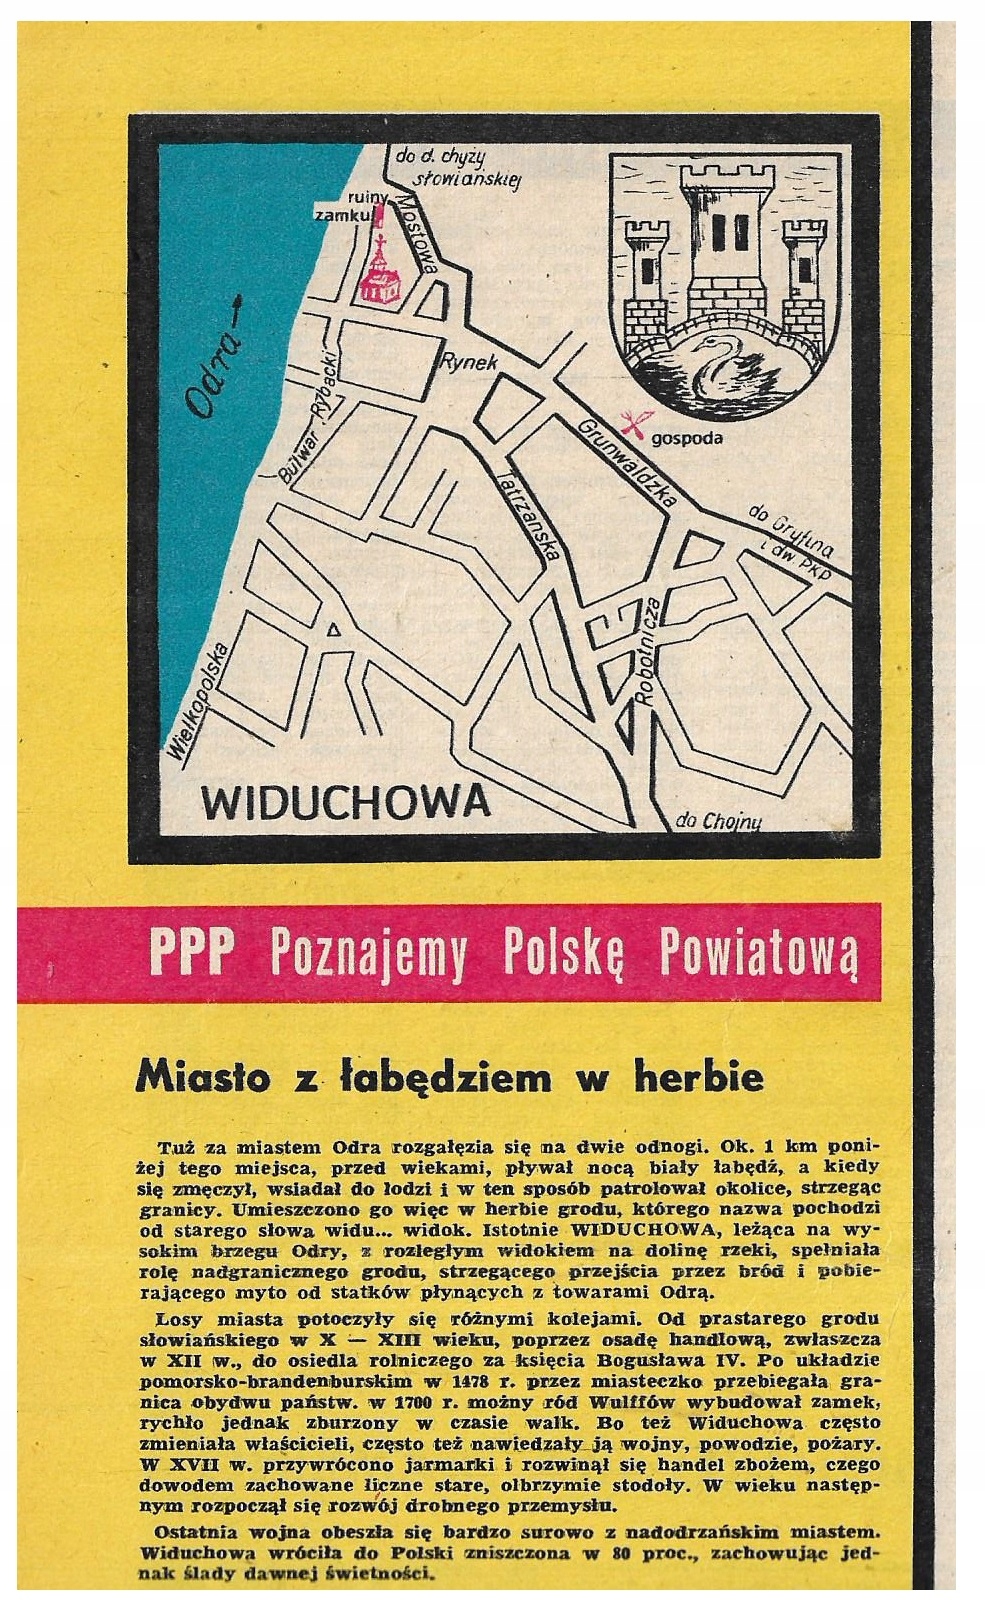 do d. chyży
słowiańskiej
ruiny
zamku
Mostowa
Odra
Rynek
Bulwar Rybacki
gospoda
Grunwaldzka
Tatrzańska
do Gryfina
i dw PKP
Robotnicza
Wielkopolska
WIDUCHOWA
do Chojny
PPP Poznajemy Polskę Powiatową
Miasto z łabędziem w herbie
Tuż za miastem Odra rozgałęzia się na dwie odnogi. Ok. 1 km poni-
żej tego miejsca, przed wiekami, pływał nocą biały łabędź, a kiedy
się zmęczył, wsiadał do łodzi i w ten sposób patrolował okolice, strzegąc
granicy. Umieszczono go więc w herbie grodu, którego nazwa pochodzi
od starego słowa widu... widok. Istotnie WIDUCHOWA, leżąca na wy-
sokim brzegu Odry, z rozległym widokiem na dolinę rzeki, spełniała
rolę nadgranicznego grodu, strzegącego przejścia przez bród i pobie-
rającego myto od statków płynących z towarami Odrą.
Losy miasta potoczyły się różnymi kolejami. Od prastarego grodu
słowiańskiego w X — XIII wieku, poprzez osadę handlową, zwłaszcza
w XII w., do osiedla rolniczego za księcia Bogusława IV. Po układzie
pomorsko-brandenburskim w 1478 r. przez miasteczko przebiegała gra-
nica obydwu państw. w 1700 r. możny ród Wulffów wybudował zamek,
rychło jednak zburzony w czasie walk. Bo też Widuchowa często
zmieniała właścicieli, często też nawiedzały ją wojny, powodzie, pożary.
W XVII w. przywrócono jarmarki i rozwinął się handel zbożem, czego
dowodem zachowane liczne stare, olbrzymie stodoły. W wieku następ-
nym rozpoczął się rozwój drobnego przemysłu.
Ostatnia wojna obeszła się bardzo surowo z nadodrzańskim miastem.
Widuchowa wróciła do Polski zniszczona w 80 proc., zachowując jed-
nak ślady dawnej świetności.